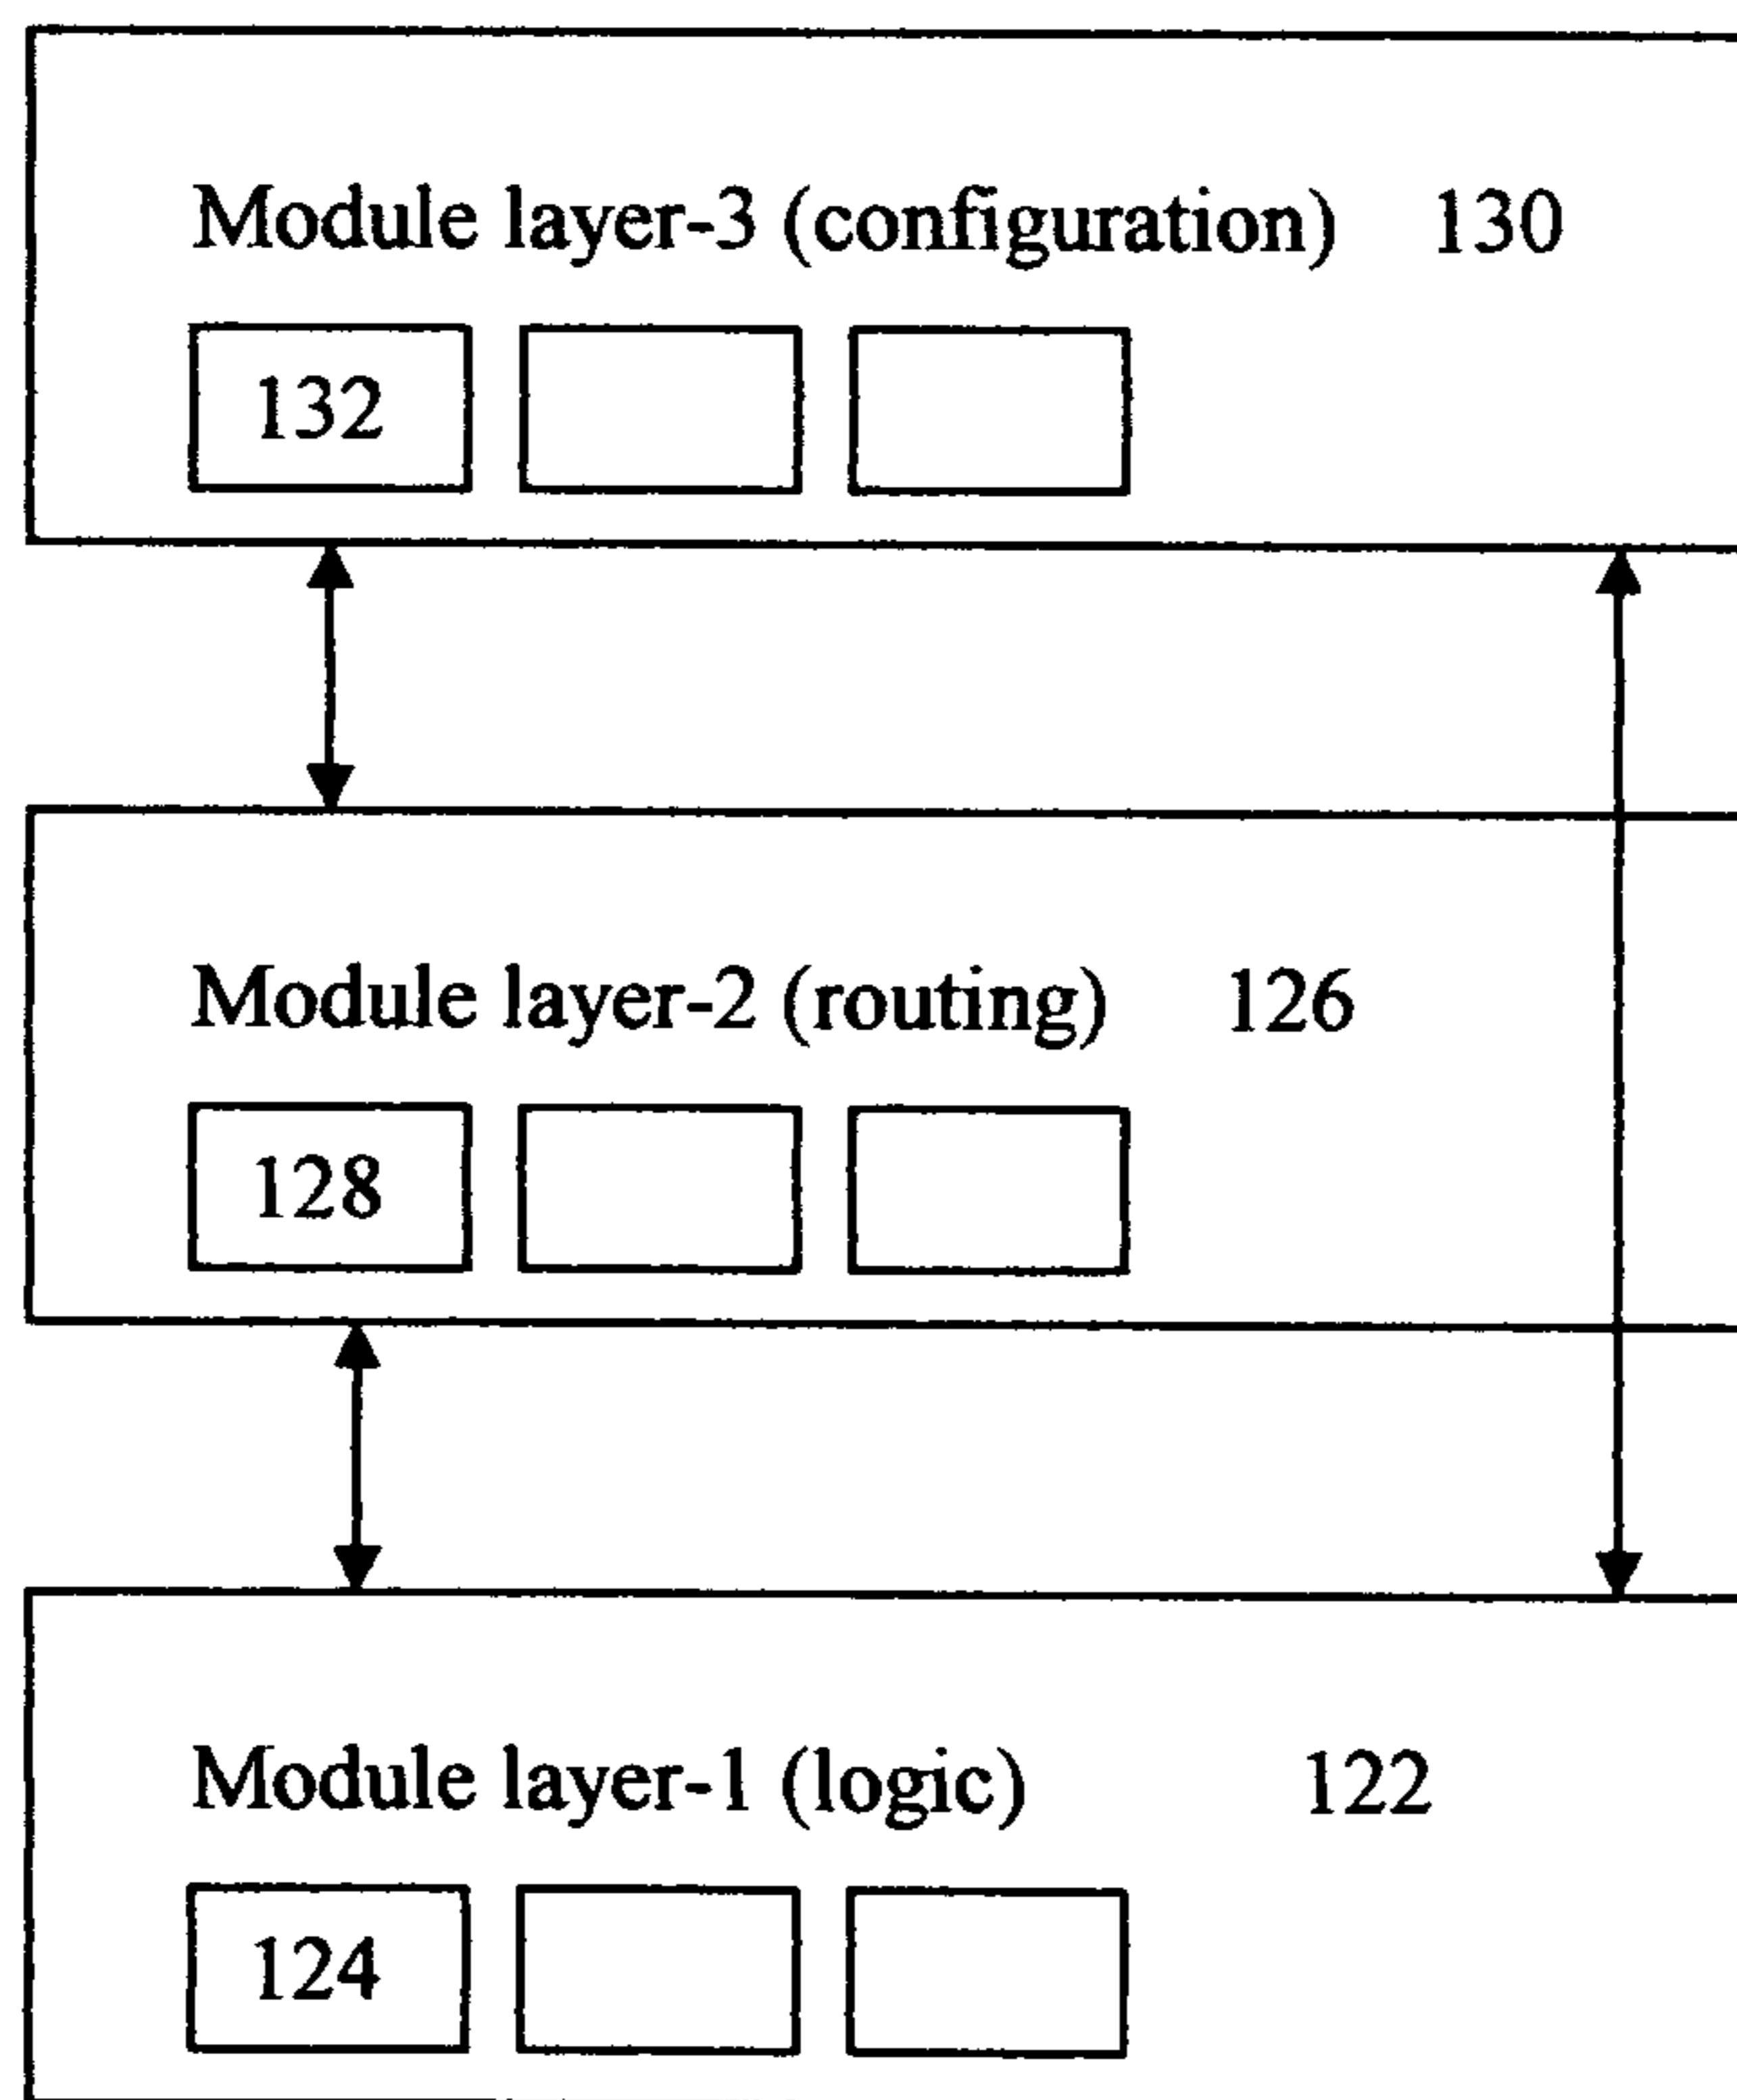 Module layer-3 (configuration) 130
132
Module layer-2 (routing) 126
128
Module layer-1 (logic) 122
124